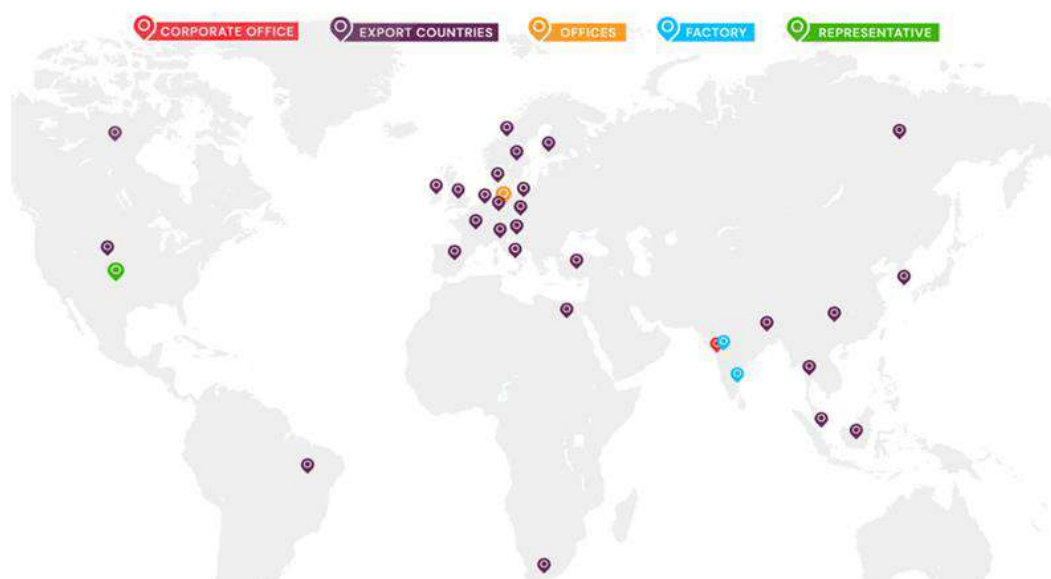 CORPORATE OFFICE
EXPORT COUNTRIES
OFFICES
FACTORY
REPRESENTATIVE